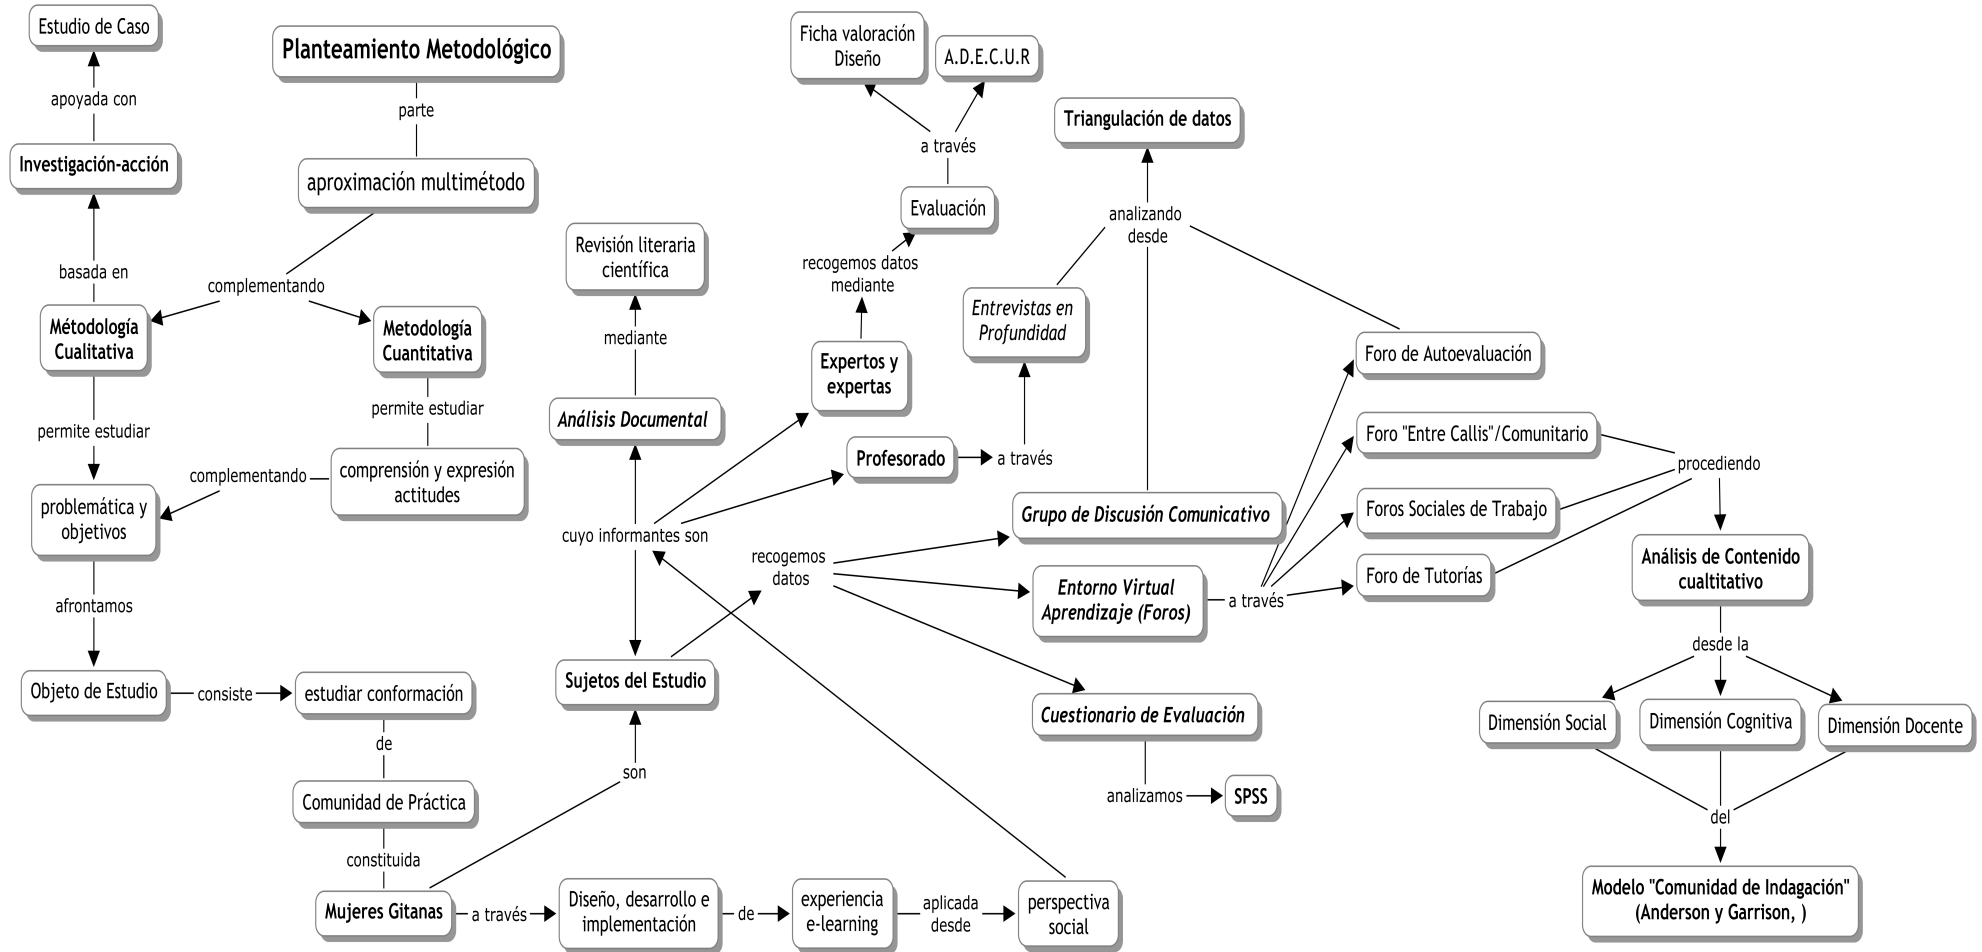 Estudio de Caso
apoyada con
Investigación-acción
basada en
Métodología
Cualitativa
permite estudiar
problemática y
objetivos
afrontamos
Objeto de Estudio
consiste
estudiar conformación
de
Comunidad de Práctica
constituida
Mujeres Gitanas
a través
Diseño, desarrollo e
implementación
de
experiencia
e-learning
aplicada
desde
perspectiva
social
son
Planteamiento Metodológico
parte
aproximación multimétodo
complementando
Metodología
Cuantitativa
permite estudiar
comprensión y expresión
actitudes
complementando
Revisión literaria
científica
mediante
Análisis Documental
cuyo informantes son
Sujetos del Estudio
Ficha valoración
Diseño
A.D.E.C.U.R
a través
Evaluación
recogemos datos
mediante
Expertos y
expertas
Profesorado
a través
Entrevistas en
Profundidad
Triangulación de datos
analizando
desde
recogemos
datos
Grupo de Discusión Comunicativo
Entorno Virtual
Aprendizaje (Foros)
a través
Cuestionario de Evaluación
analizamos
SPSS
Foro de Autoevaluación
Foro "Entre Callis"/Comunitario
Foros Sociales de Trabajo
Foro de Tutorías
procediendo
Análisis de Contenido
cualtitativo
desde la
Dimensión Social
Dimensión Cognitiva
Dimensión Docente
del
Modelo "Comunidad de Indagación"
(Anderson y Garrison, )